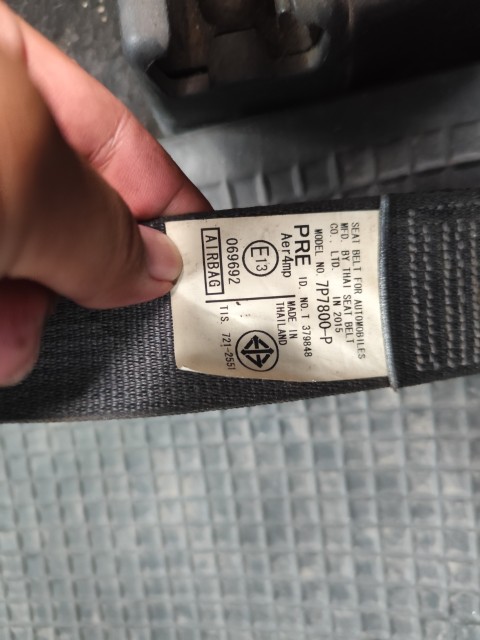 SEAT BELT FOR AUTOMOBILES
MFD. BY THAI SEAT BELT
CO., LTD. IN 2015
MODEL NO. 7P7800-P
PRE ID. NO. T 379848
Aer4mp
MADE IN
THAILAND
E13
069692
AIRBAG
TIS. 721-2551